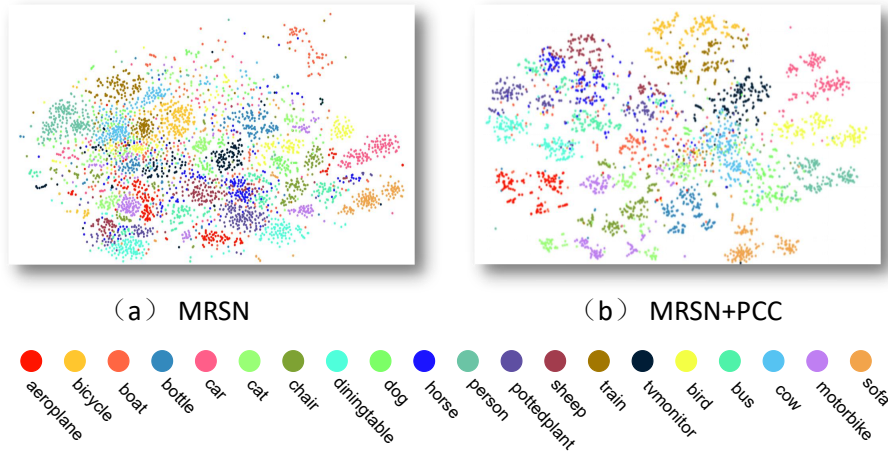 （a） MRSN
（b） MRSN+PCC
aeroplane
bicycle
boat
bottle
car
cat
chair
diningtable
dog
horse
person
pottedplant
sheep
train
tvmonitor
bird
bus
cow
motorbike
sofa